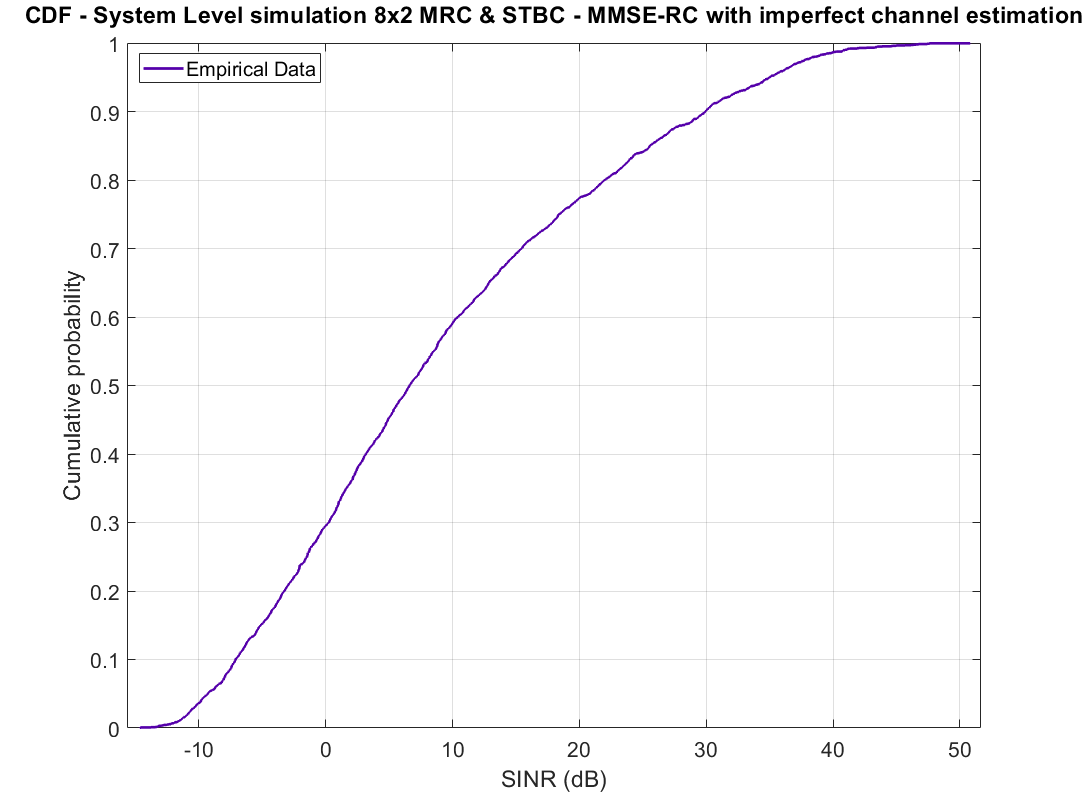 CDF - System Level simulation 8x2 MRC & STBC - MMSE-RC with imperfect channel estimation
Empirical Data
1
0.9
0.8
0.7
0.6
0.5
0.4
0.3
0.2
0.1
0
Cumulative probability
-10 0 10 20 30 40 50
SINR (dB)